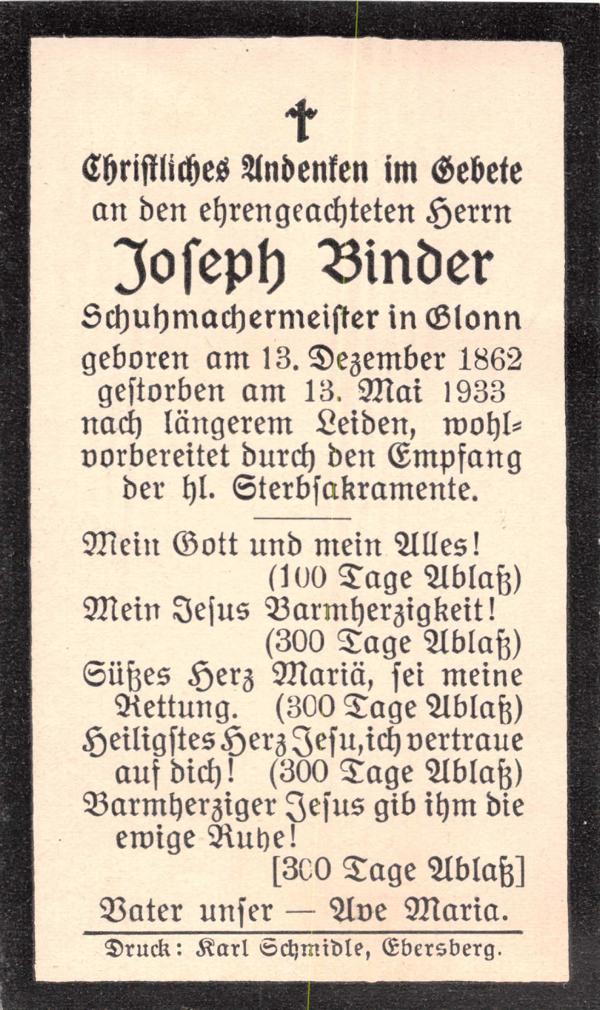 Christliches Andenken im Gebete
an den ehrengeachteten Herrn
Joseph Binder
Schuhmachermeister in Glonn
geboren am 13. Dezember 1862
gestorben am 13. Mai 1933
nach längerem Leiden, wohl-
vorbereitet durch den Empfang
der hl. Sterbsakramente.
Mein Gott und mein Alles!
(100 Tage Ablaß)
Mein Jesus Barmherzigkeit!
(300 Tage Ablaß)
Süßes Herz Mariä, sei meine
Rettung. (300 Tage Ablaß)
Heiligstes Herz Jesu, ich vertraue
auf dich! (300 Tage Ablaß)
Barmherziger Jesus gib ihm die
ewige Ruhe!
[300 Tage Ablaß]
Vater unser — Ave Maria.
Druck: Karl Schmidle, Ebersberg.